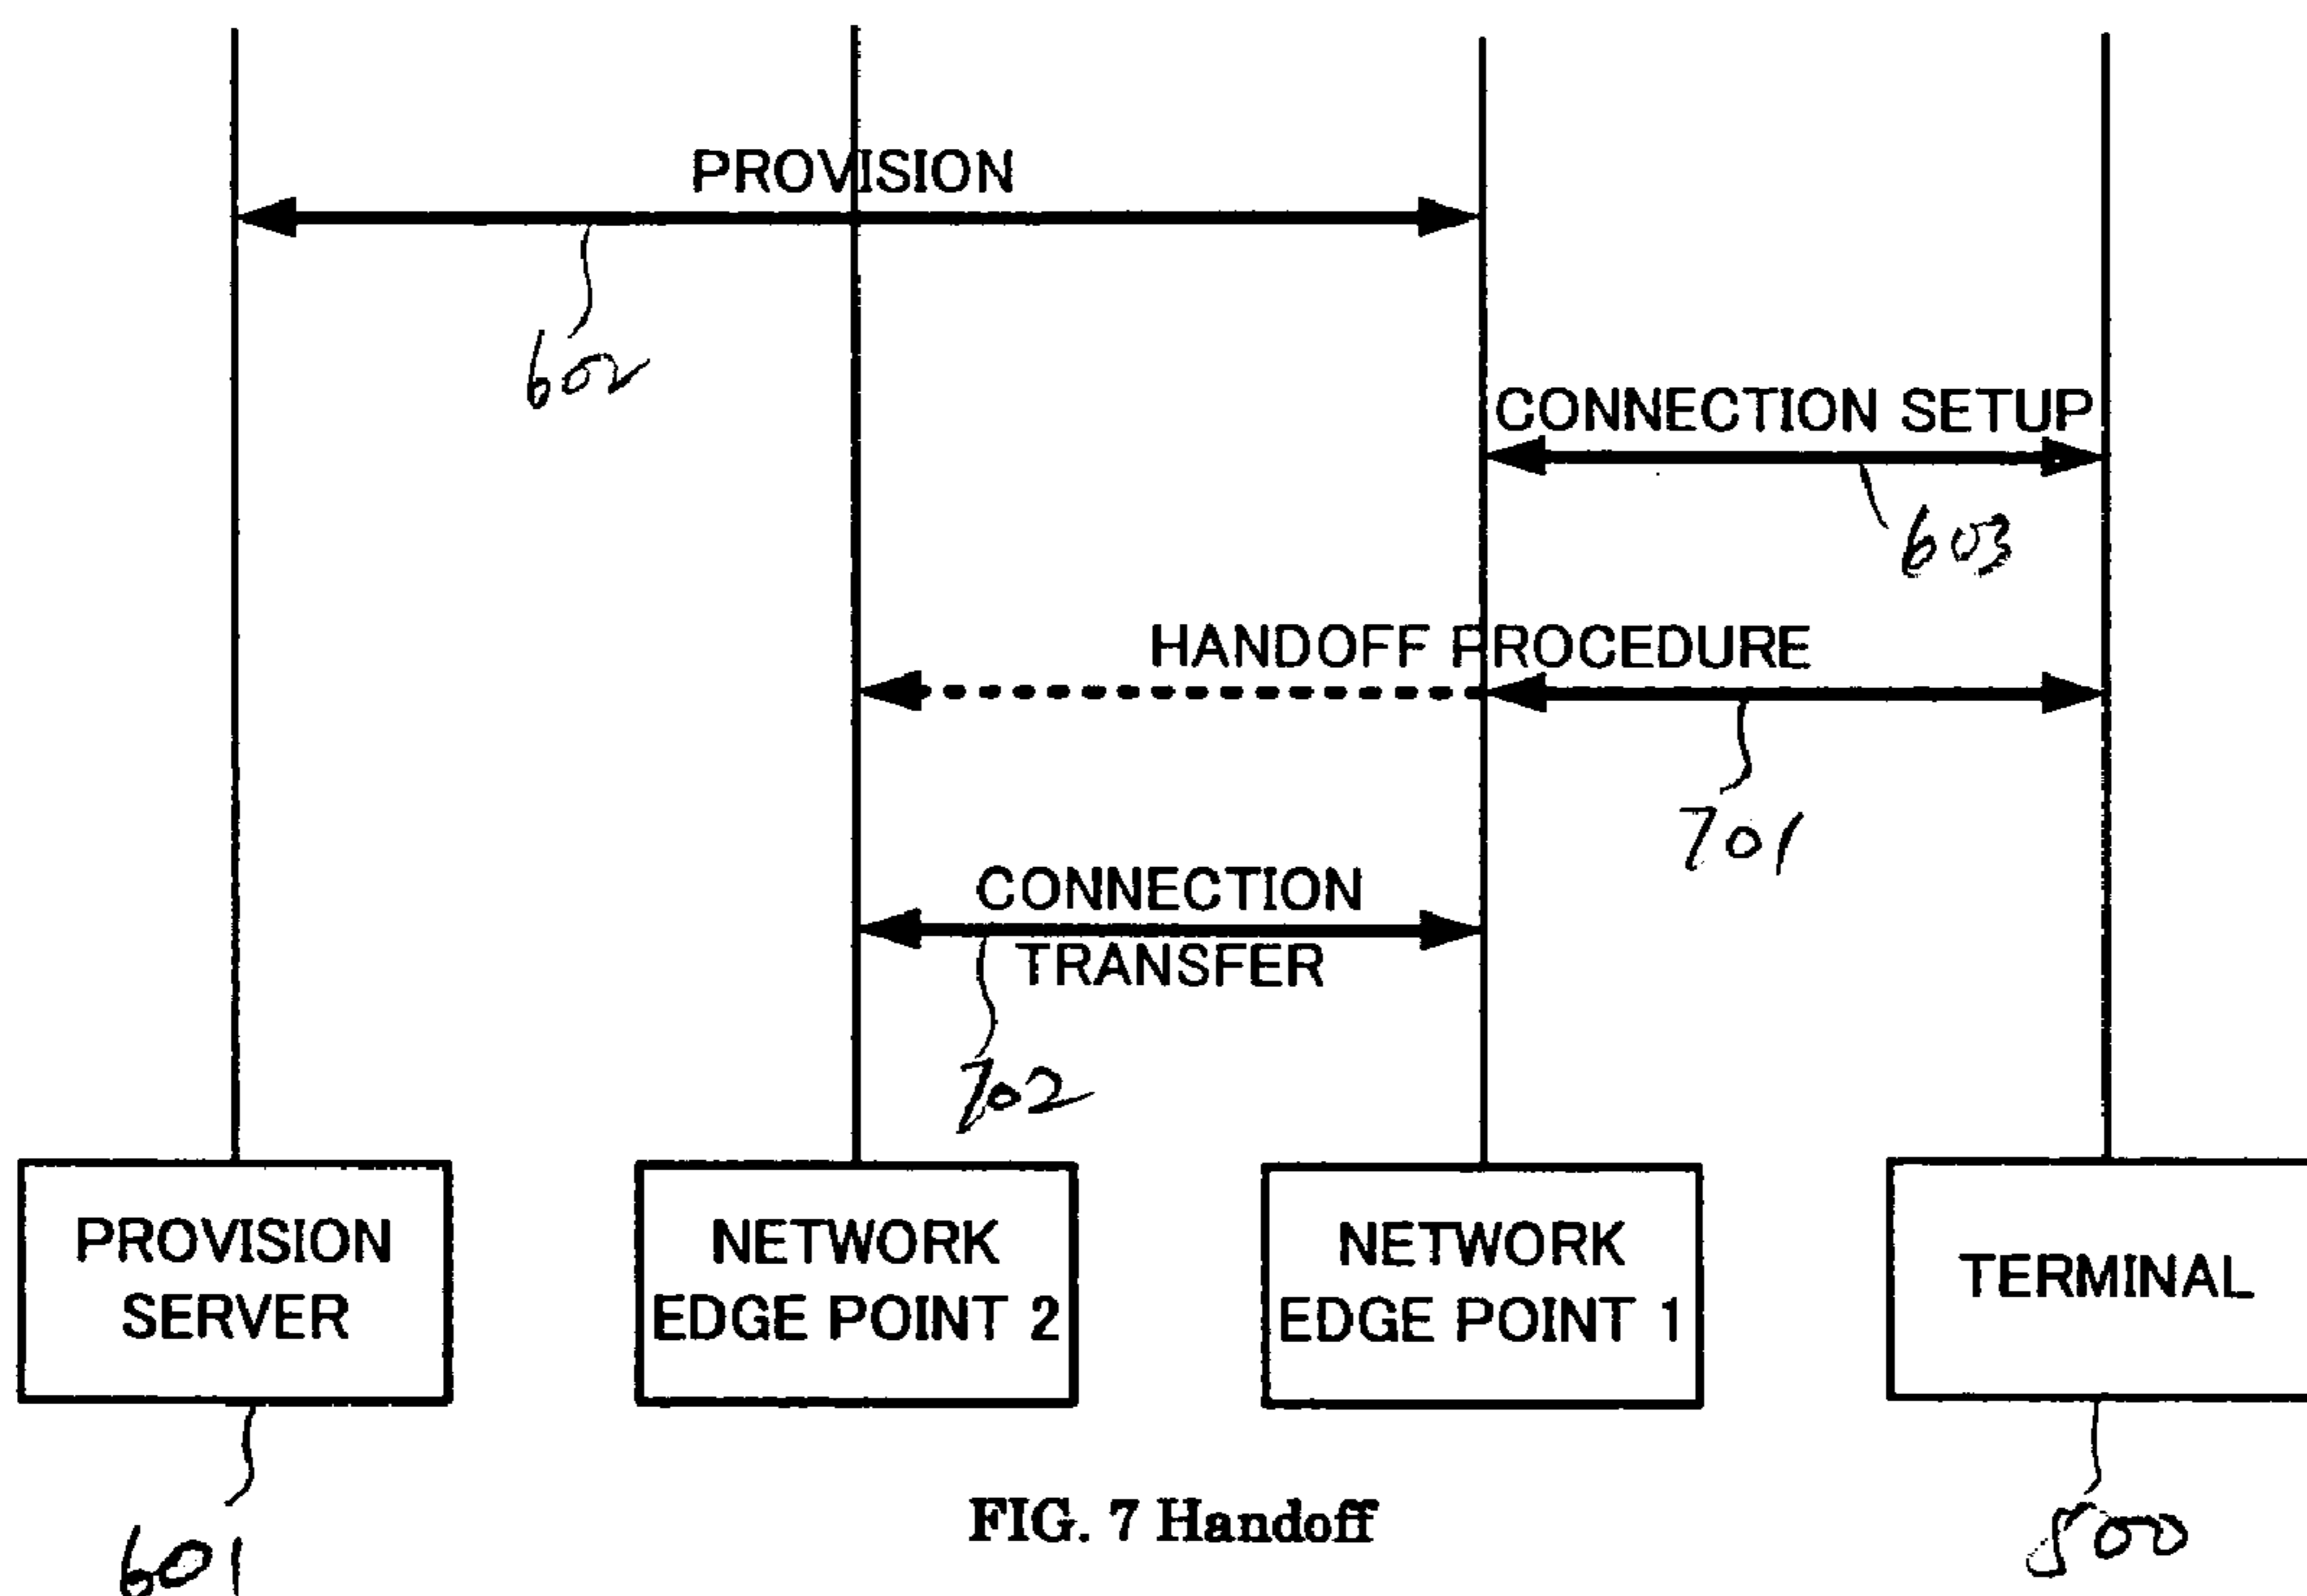 PROVISION
602
CONNECTION SETUP
603
HANDOFF PROCEDURE
701
CONNECTION
TRANSFER
702
PROVISION
SERVER
NETWORK
EDGE POINT 2
NETWORK
EDGE POINT 1
TERMINAL
601
FIG. 7 Handoff
500